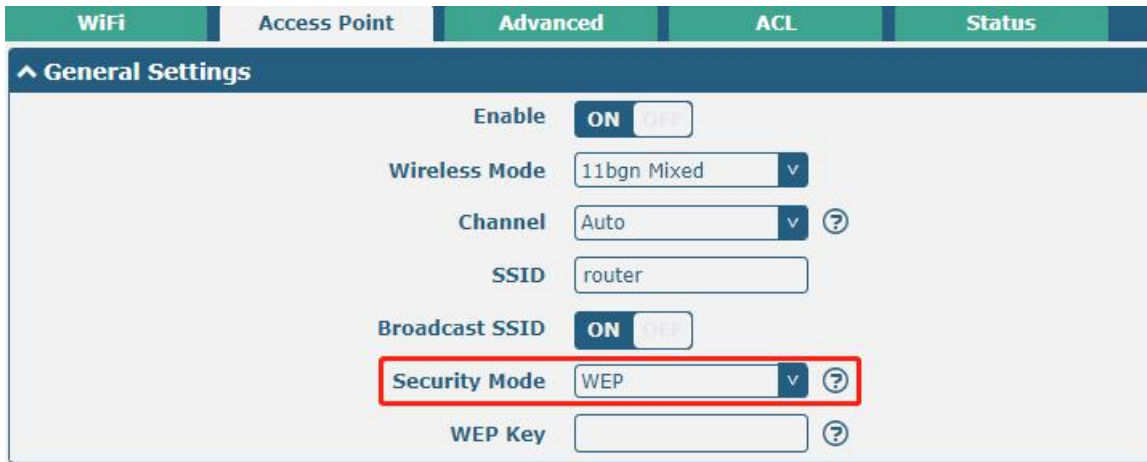 WiFi Access Point Advanced ACL Status
General Settings
Enable ON OFF
Wireless Mode 11bgn Mixed
Channel Auto ?
SSID router
Broadcast SSID ON OFF
Security Mode WEP ?
WEP Key ?